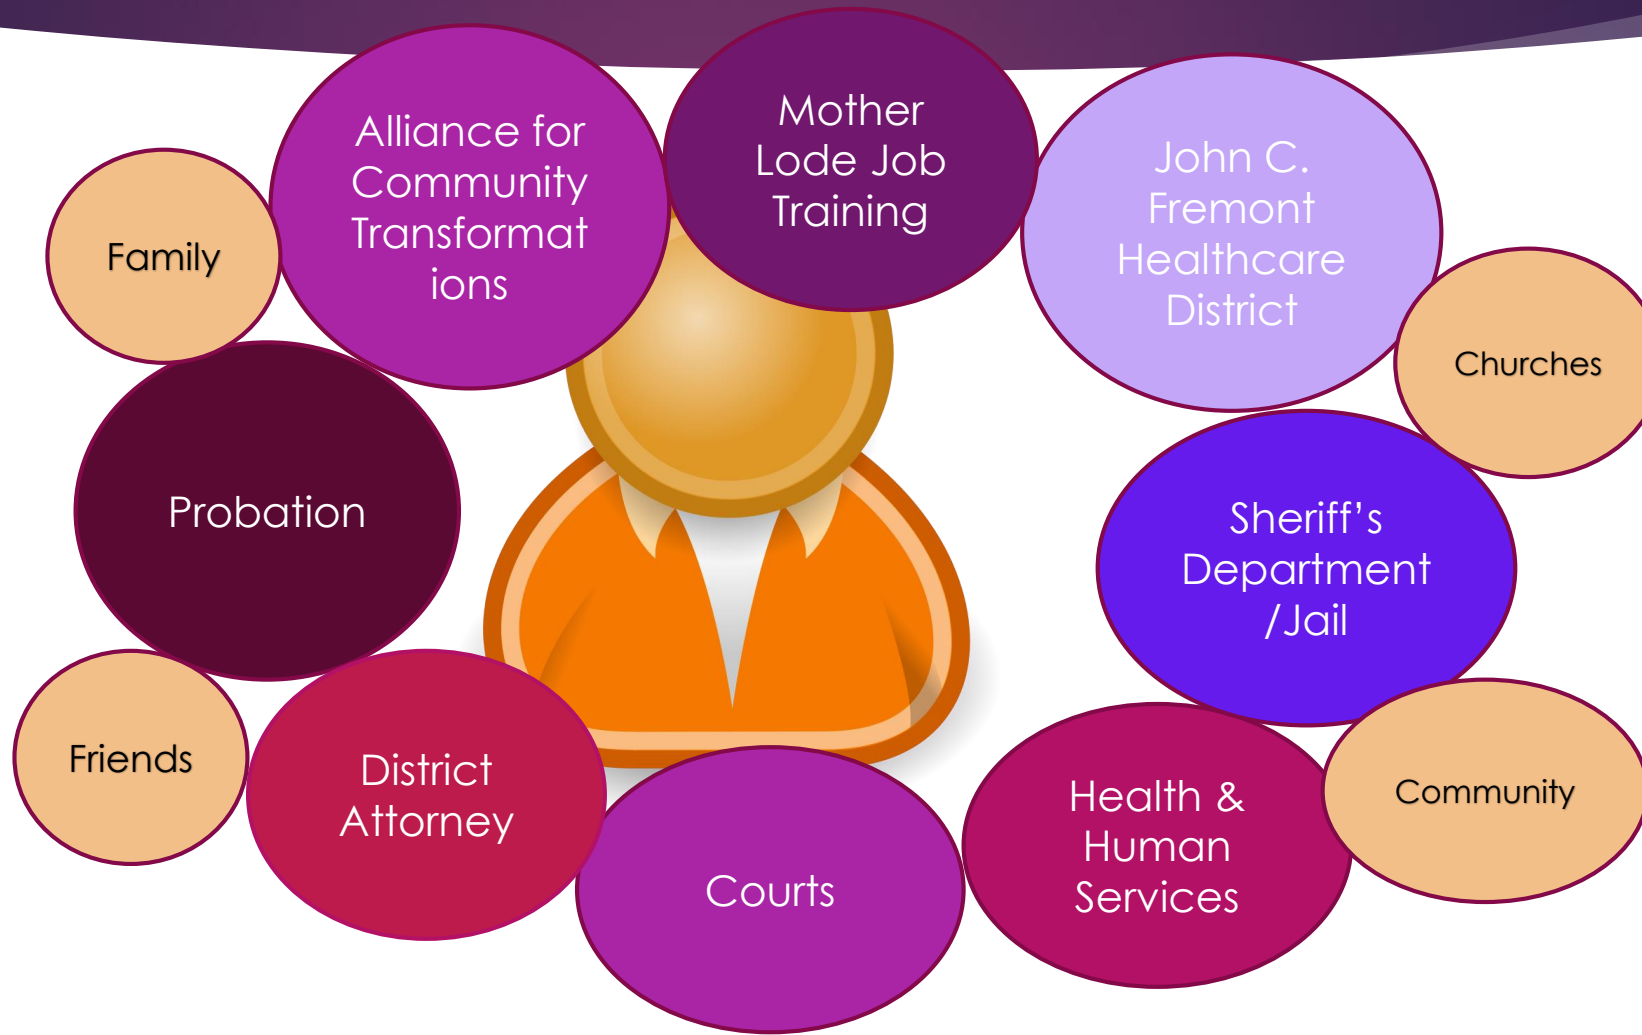 Alliance for
Community
Transformat
ions
Mother
Lode Job
Training
John C.
Fremont
Healthcare
District
Family
Churches
Probation
Sheriff’s
Department
/Jail
Friends
District
Attorney
Courts
Health &
Human
Services
Community